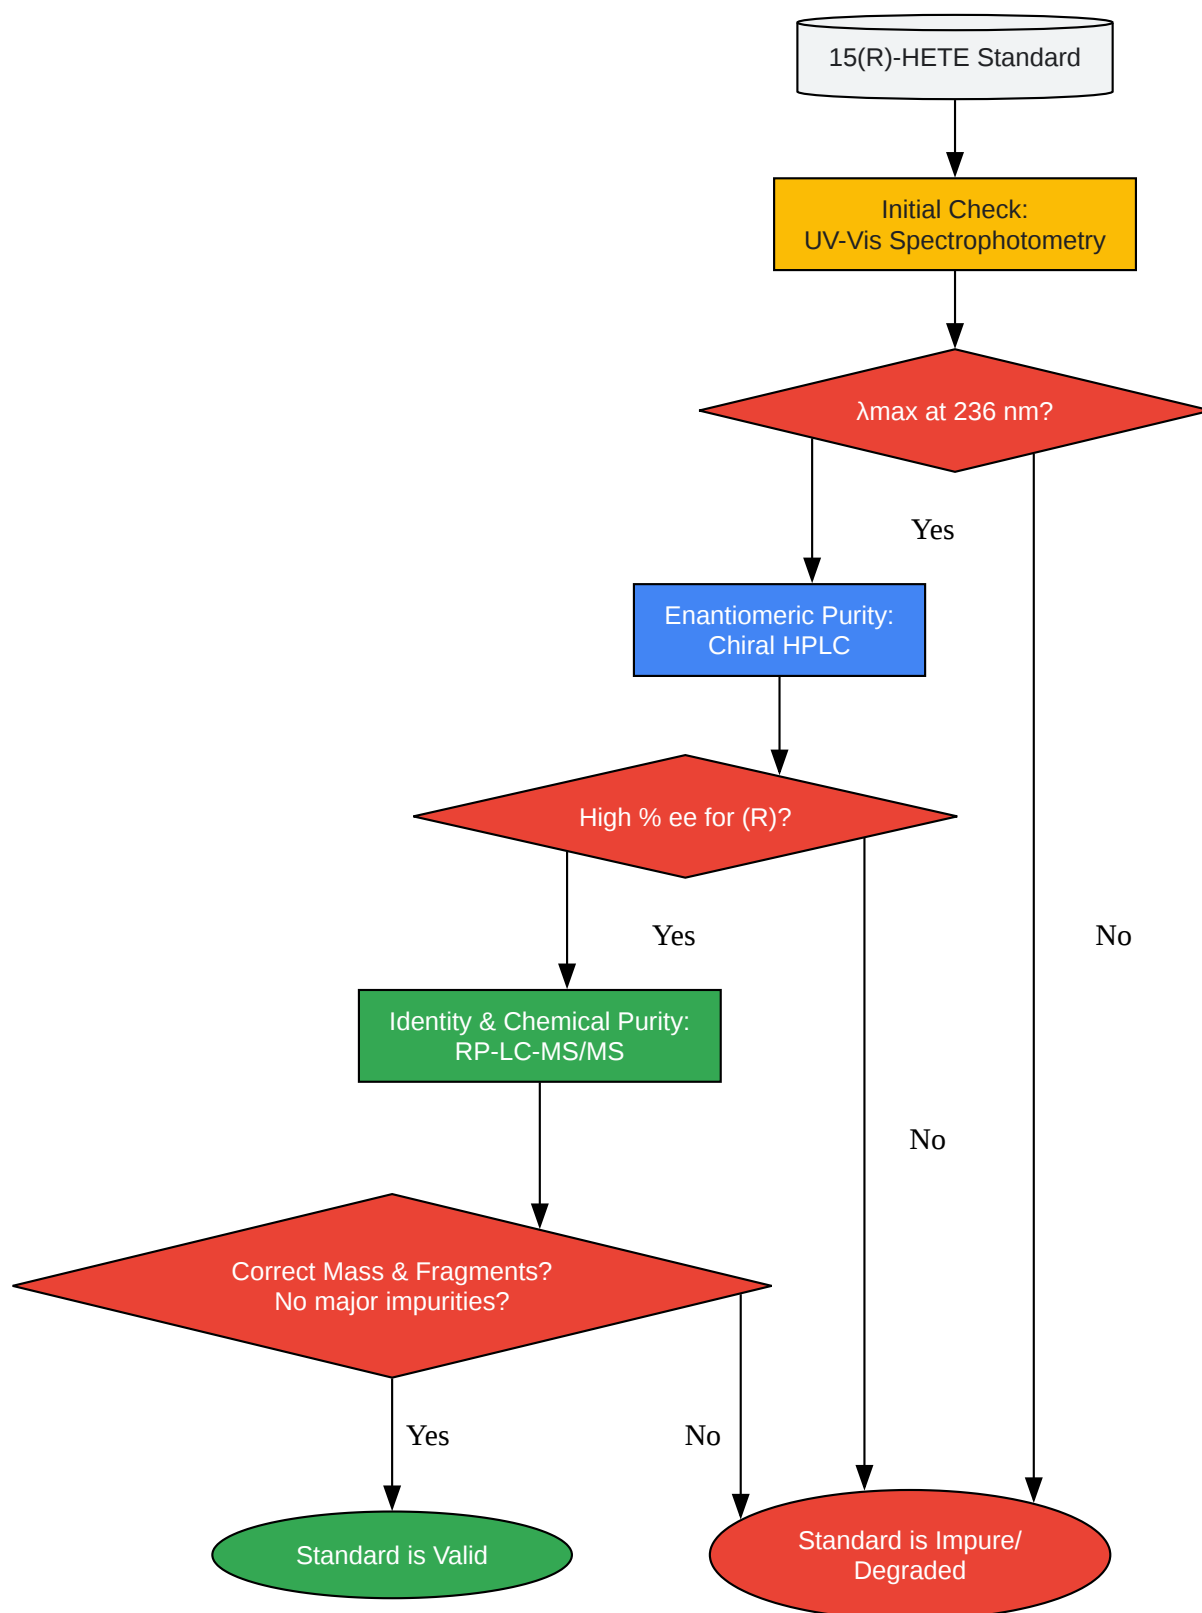 15(R)-HETE Standard
Initial Check:
UV-Vis Spectrophotometry
λmax at 236 nm?
Yes
Enantiomeric Purity:
Chiral HPLC
High % ee for (R)?
Yes
No
Identity & Chemical Purity:
RP-LC-MS/MS
No
Correct Mass & Fragments?
No major impurities?
Yes
No
Standard is Valid
Standard is Impure/
Degraded